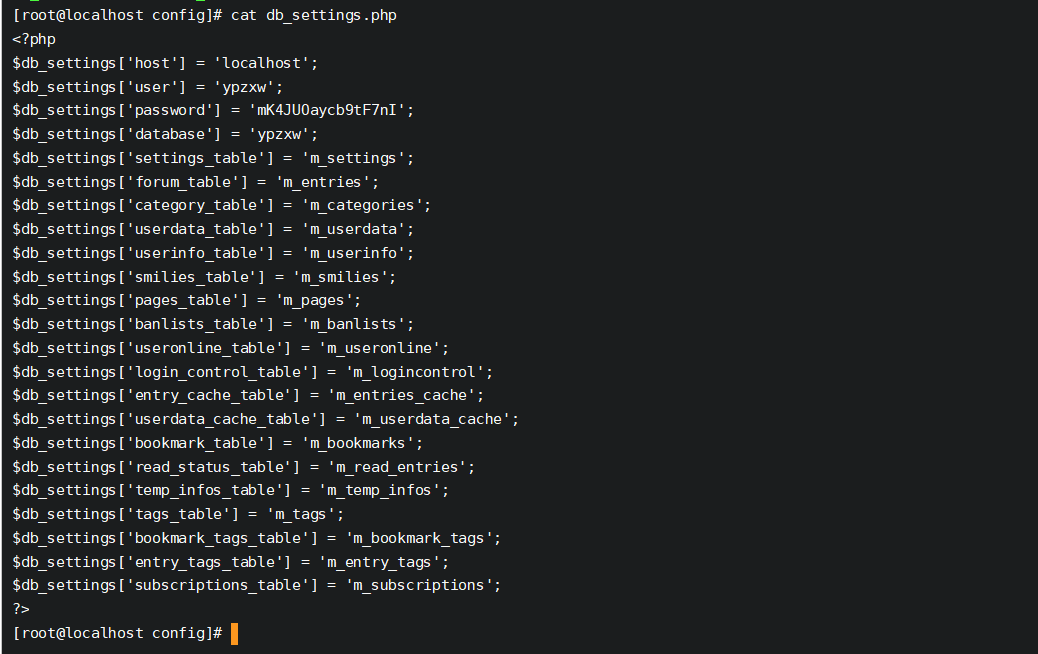 [root@localhost config]# cat db_settings.php
<?php
$db_settings['host'] = 'localhost';
$db_settings['user'] = 'ypzxw';
$db_settings['password'] = 'mK4JUOaycb9tF7nI';
$db_settings['database'] = 'ypzxw';
$db_settings['settings_table'] = 'm_settings';
$db_settings['forum_table'] = 'm_entries';
$db_settings['category_table'] = 'm_categories';
$db_settings['userdata_table'] = 'm_userdata';
$db_settings['userinfo_table'] = 'm_userinfo';
$db_settings['smilies_table'] = 'm_smilies';
$db_settings['pages_table'] = 'm_pages';
$db_settings['banlists_table'] = 'm_banlists';
$db_settings['useronline_table'] = 'm_useronline';
$db_settings['login_control_table'] = 'm_logincontrol';
$db_settings['entry_cache_table'] = 'm_entries_cache';
$db_settings['userdata_cache_table'] = 'm_userdata_cache';
$db_settings['bookmark_table'] = 'm_bookmarks';
$db_settings['read_status_table'] = 'm_read_entries';
$db_settings['temp_infos_table'] = 'm_temp_infos';
$db_settings['tags_table'] = 'm_tags';
$db_settings['bookmark_tags_table'] = 'm_bookmark_tags';
$db_settings['entry_tags_table'] = 'm_entry_tags';
$db_settings['subscriptions_table'] = 'm_subscriptions';
?>
[root@localhost config]#